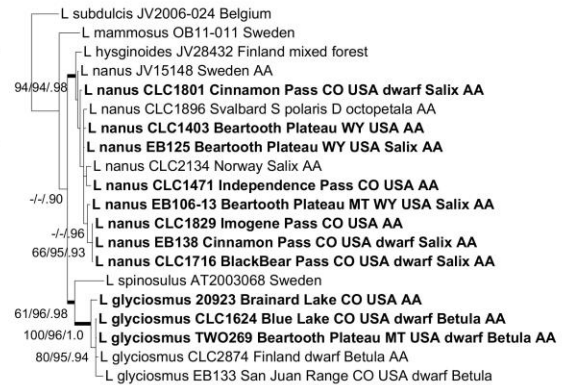 L subdulcis JV2006-024 Belgium
L mammosus OB11-011 Sweden
L hysginoides JV28432 Finland mixed forest
L nanus JV15148 Sweden AA
94/94/.98
L nanus CLC1801 Cinnamon Pass CO USA dwarf Salix AA
L nanus CLC1896 Svalbard S polaris D octopetala AA
L nanus CLC1403 Beartooth Plateau WY USA AA
L nanus EB125 Beartooth Plateau WY USA Salix AA
L nanus CLC2134 Norway Salix AA
L nanus CLC1471 Independence Pass CO USA AA
-/-/.90
L nanus EB106-13 Beartooth Plateau MT WY USA Salix AA
L nanus CLC1829 Imogene Pass CO USA AA
-/-/.96
L nanus EB138 Cinnamon Pass CO USA dwarf Salix AA
66/95/.93
L nanus CLC1716 BlackBear Pass CO USA dwarf Salix AA
L spinosulus AT2003068 Sweden
L glyciosmus 20923 Brainard Lake CO USA AA
61/96/.98
L glyciosmus CLC1624 Blue Lake CO USA dwarf Betula AA
100/96/1.0
L glyciosmus TWO269 Beartooth Plateau MT USA dwarf Betula AA
80/95/.94
L glyciosmus CLC2874 Finland dwarf Betula AA
L glyciosmus EB133 San Juan Range CO USA dwarf Betula